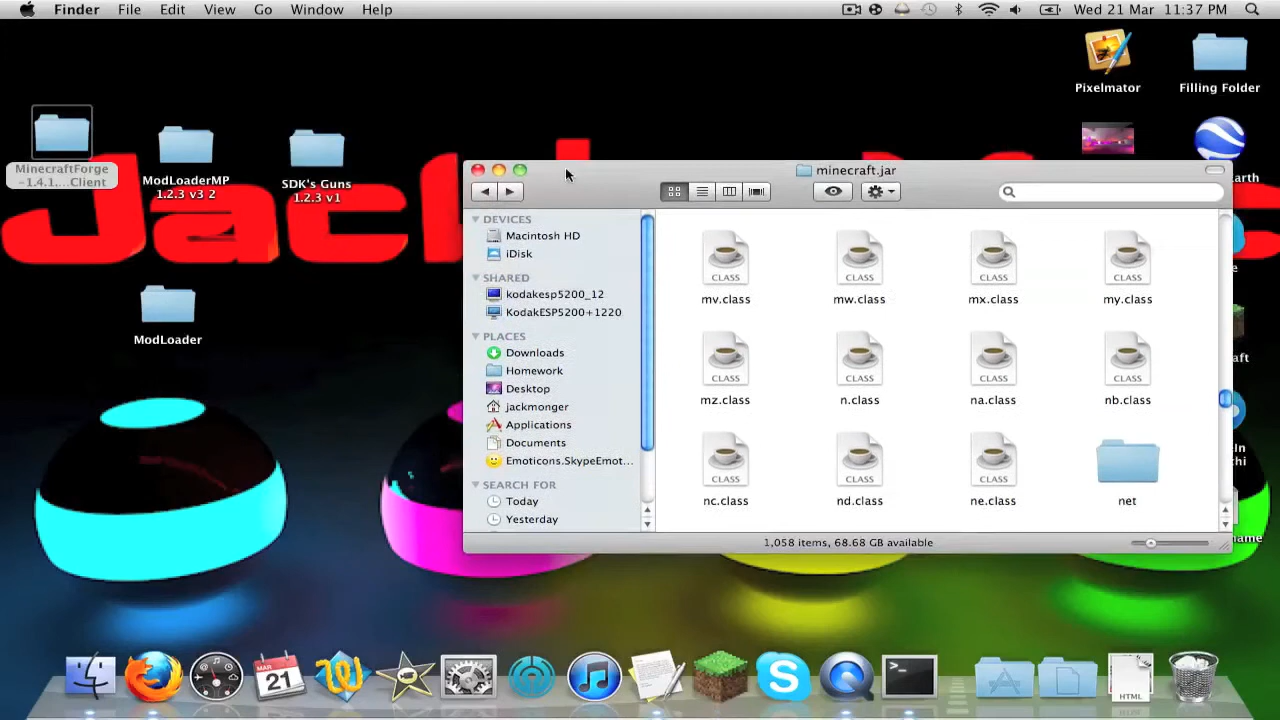 Finder File Edit View Go Window Help
Wed 21 Mar 11:37 PM
Pixelmator
Filling Folder
MinecraftForge
-1.4.1,...Client
ModLoaderMP
1.2.3 v3 2
SDK's Guns
1.2.3 v1
ModLoader
minecraft.jar
DEVICES
Macintosh HD
iDisk
SHARED
kodakesp5200_12
KodakESP5200+1220
PLACES
Downloads
Homework
Desktop
jackmonger
Applications
Documents
Emoticons.SkypeEmot...
SEARCH FOR
Today
Yesterday
CLASS CLASS CLASS CLASS
mv.class mw.class mx.class my.class
CLASS CLASS CLASS CLASS
mz.class n.class na.class nb.class
CLASS CLASS CLASS
nc.class nd.class ne.class net
1,058 items, 68.68 GB available
MAR
21
HTML